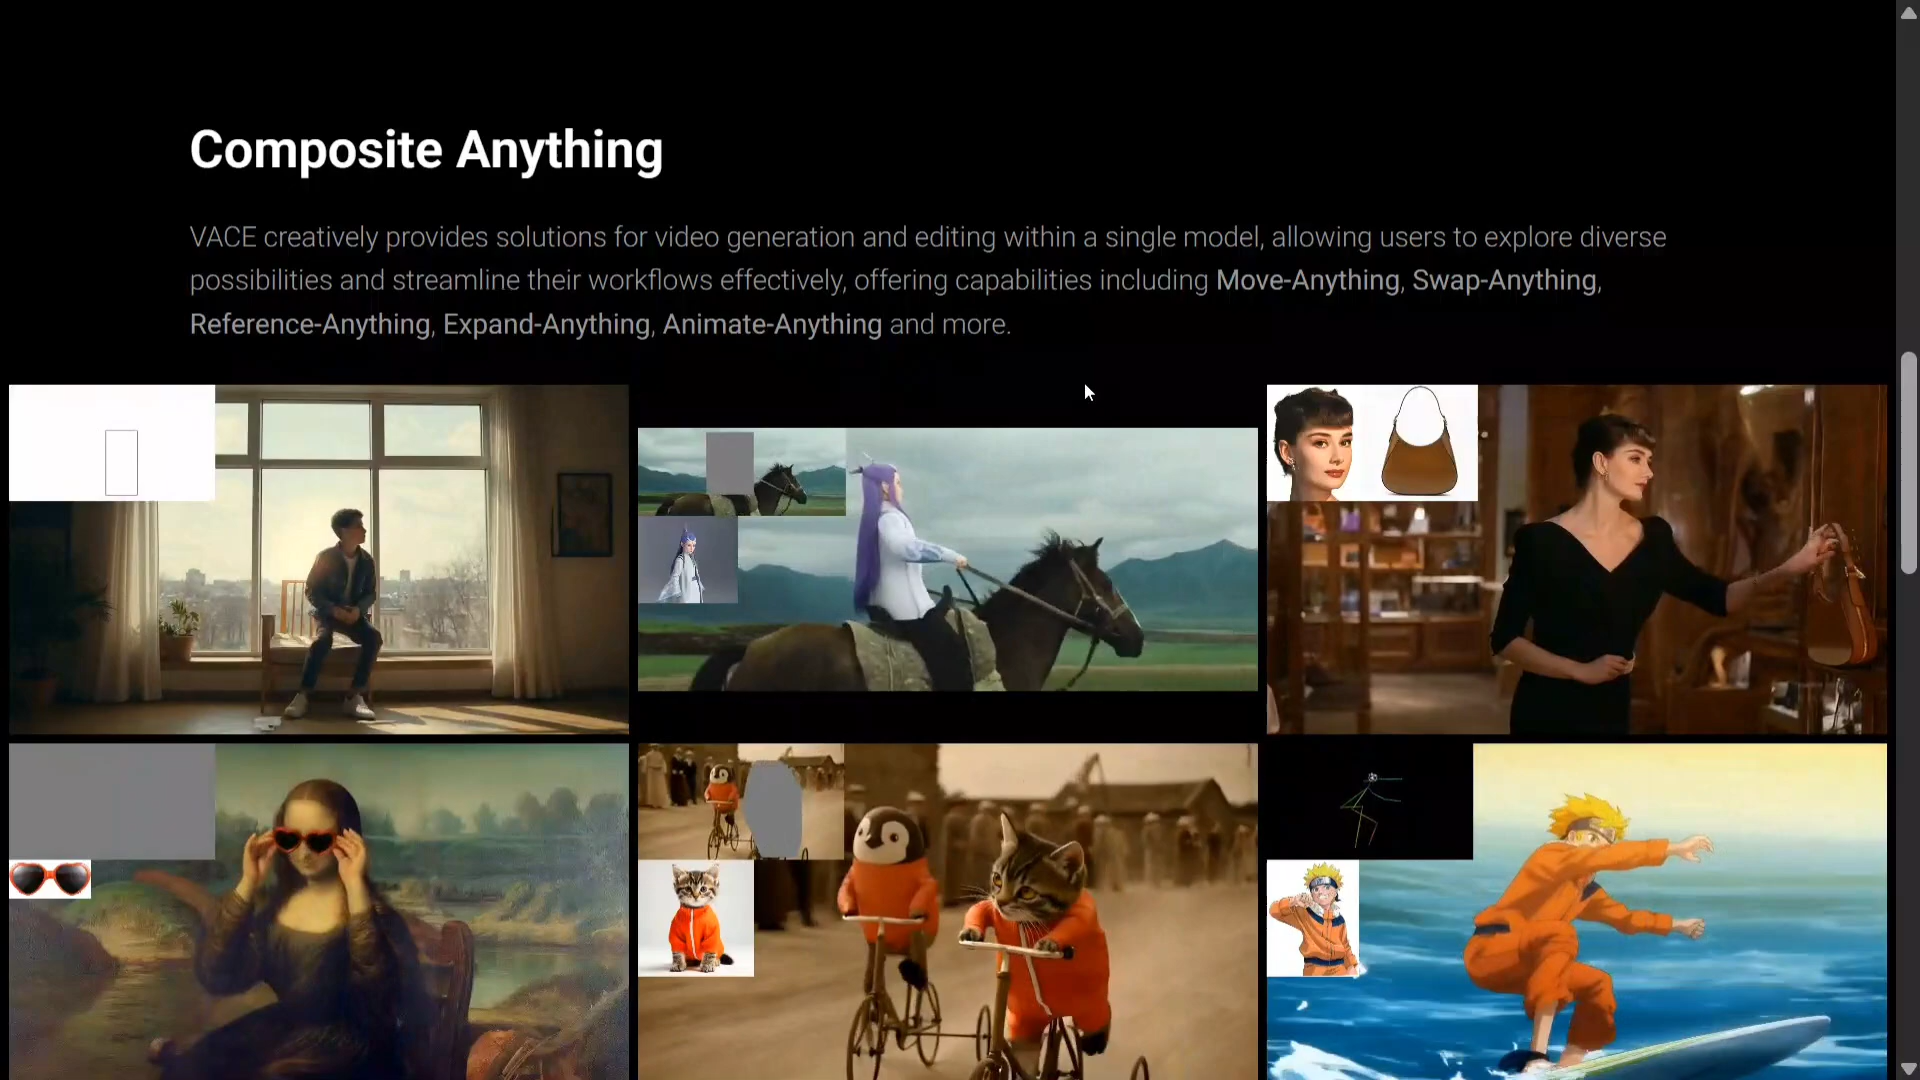 Composite Anything
VACE creatively provides solutions for video generation and editing within a single model, allowing users to explore diverse
possibilities and streamline their workflows effectively, offering capabilities including Move-Anything, Swap-Anything,
Reference-Anything, Expand-Anything, Animate-Anything and more.